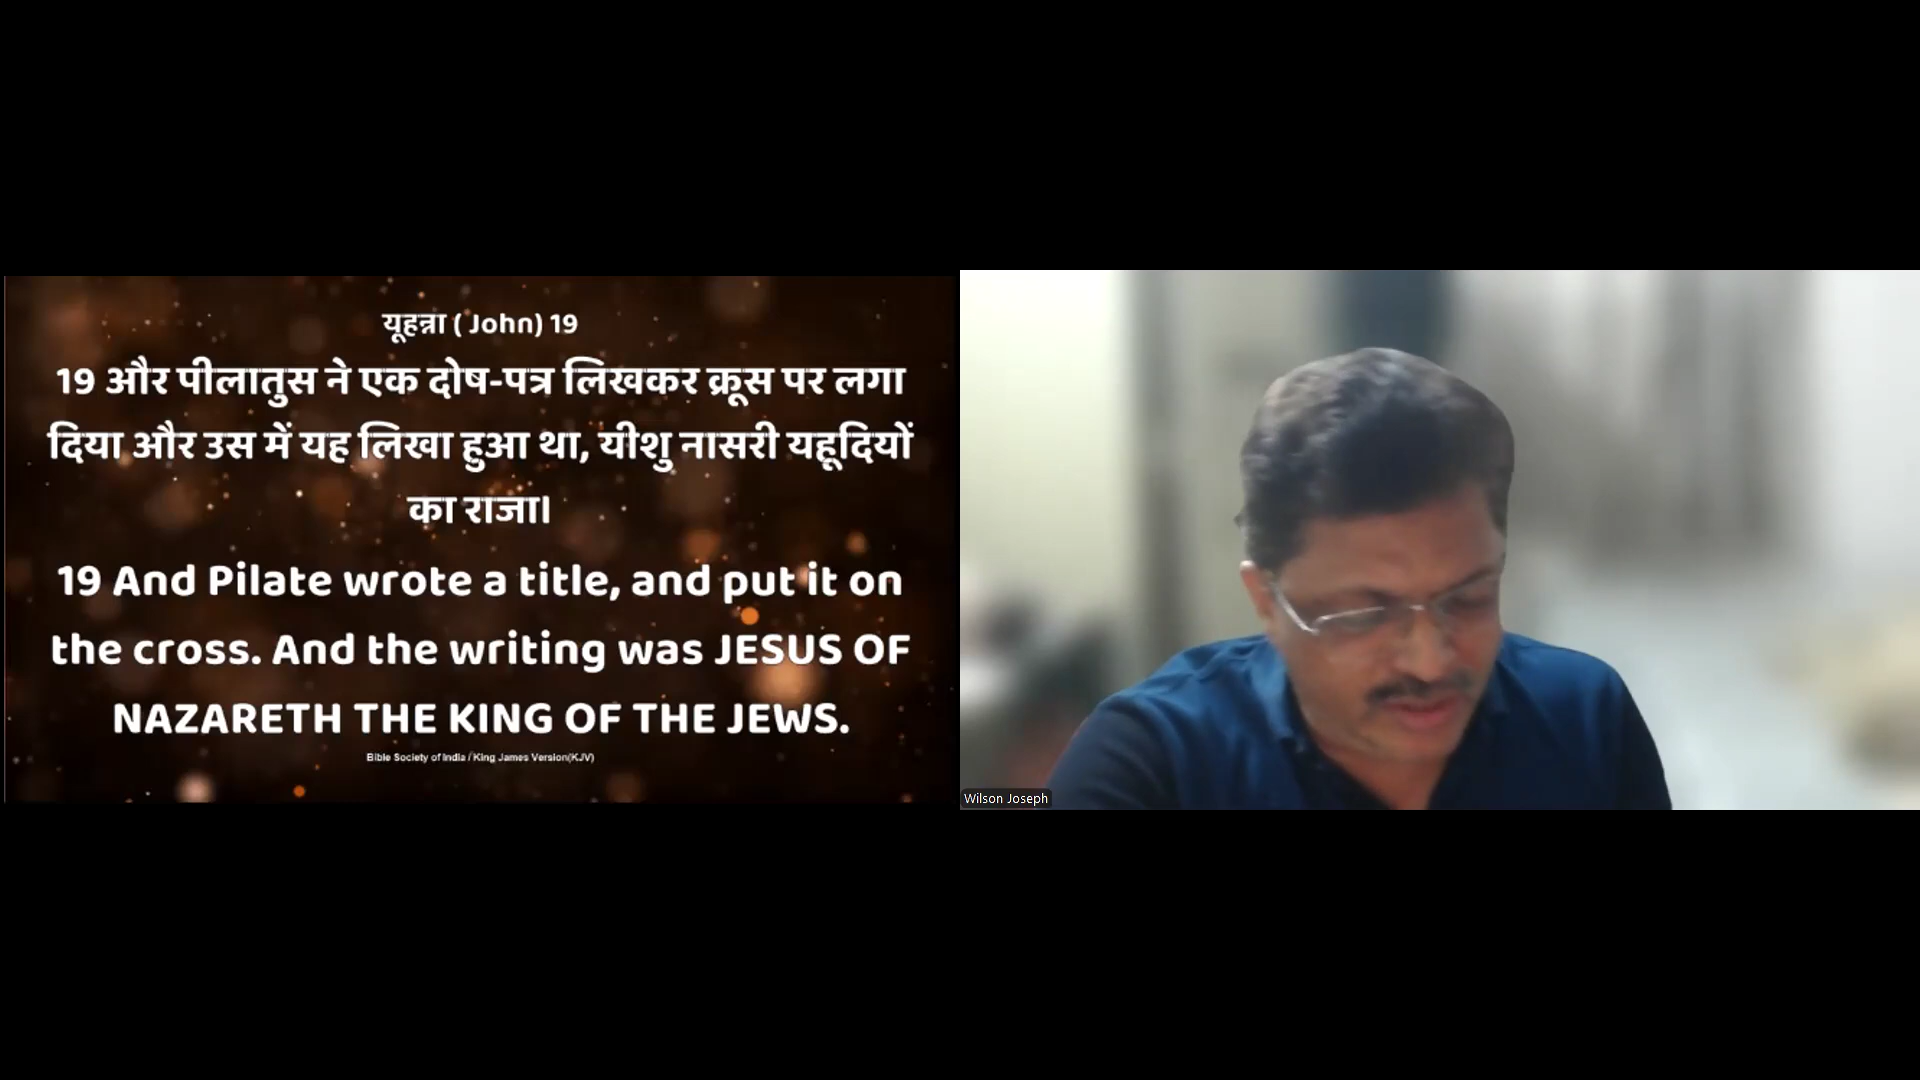 यूहन्ना ( John) 19
19 और पीलातुस ने एक दोष-पत्र लिखकर क्रूस पर लगा
दिया और उस में यह लिखा हुआ था, यीशु नासरी यहूदियों
का राजा।
19 And Pilate wrote a title, and put it on
the cross. And the writing was JESUS OF
NAZARETH THE KING OF THE JEWS.
Bible Society of India / King James Version(KJV)
Wilson Joseph